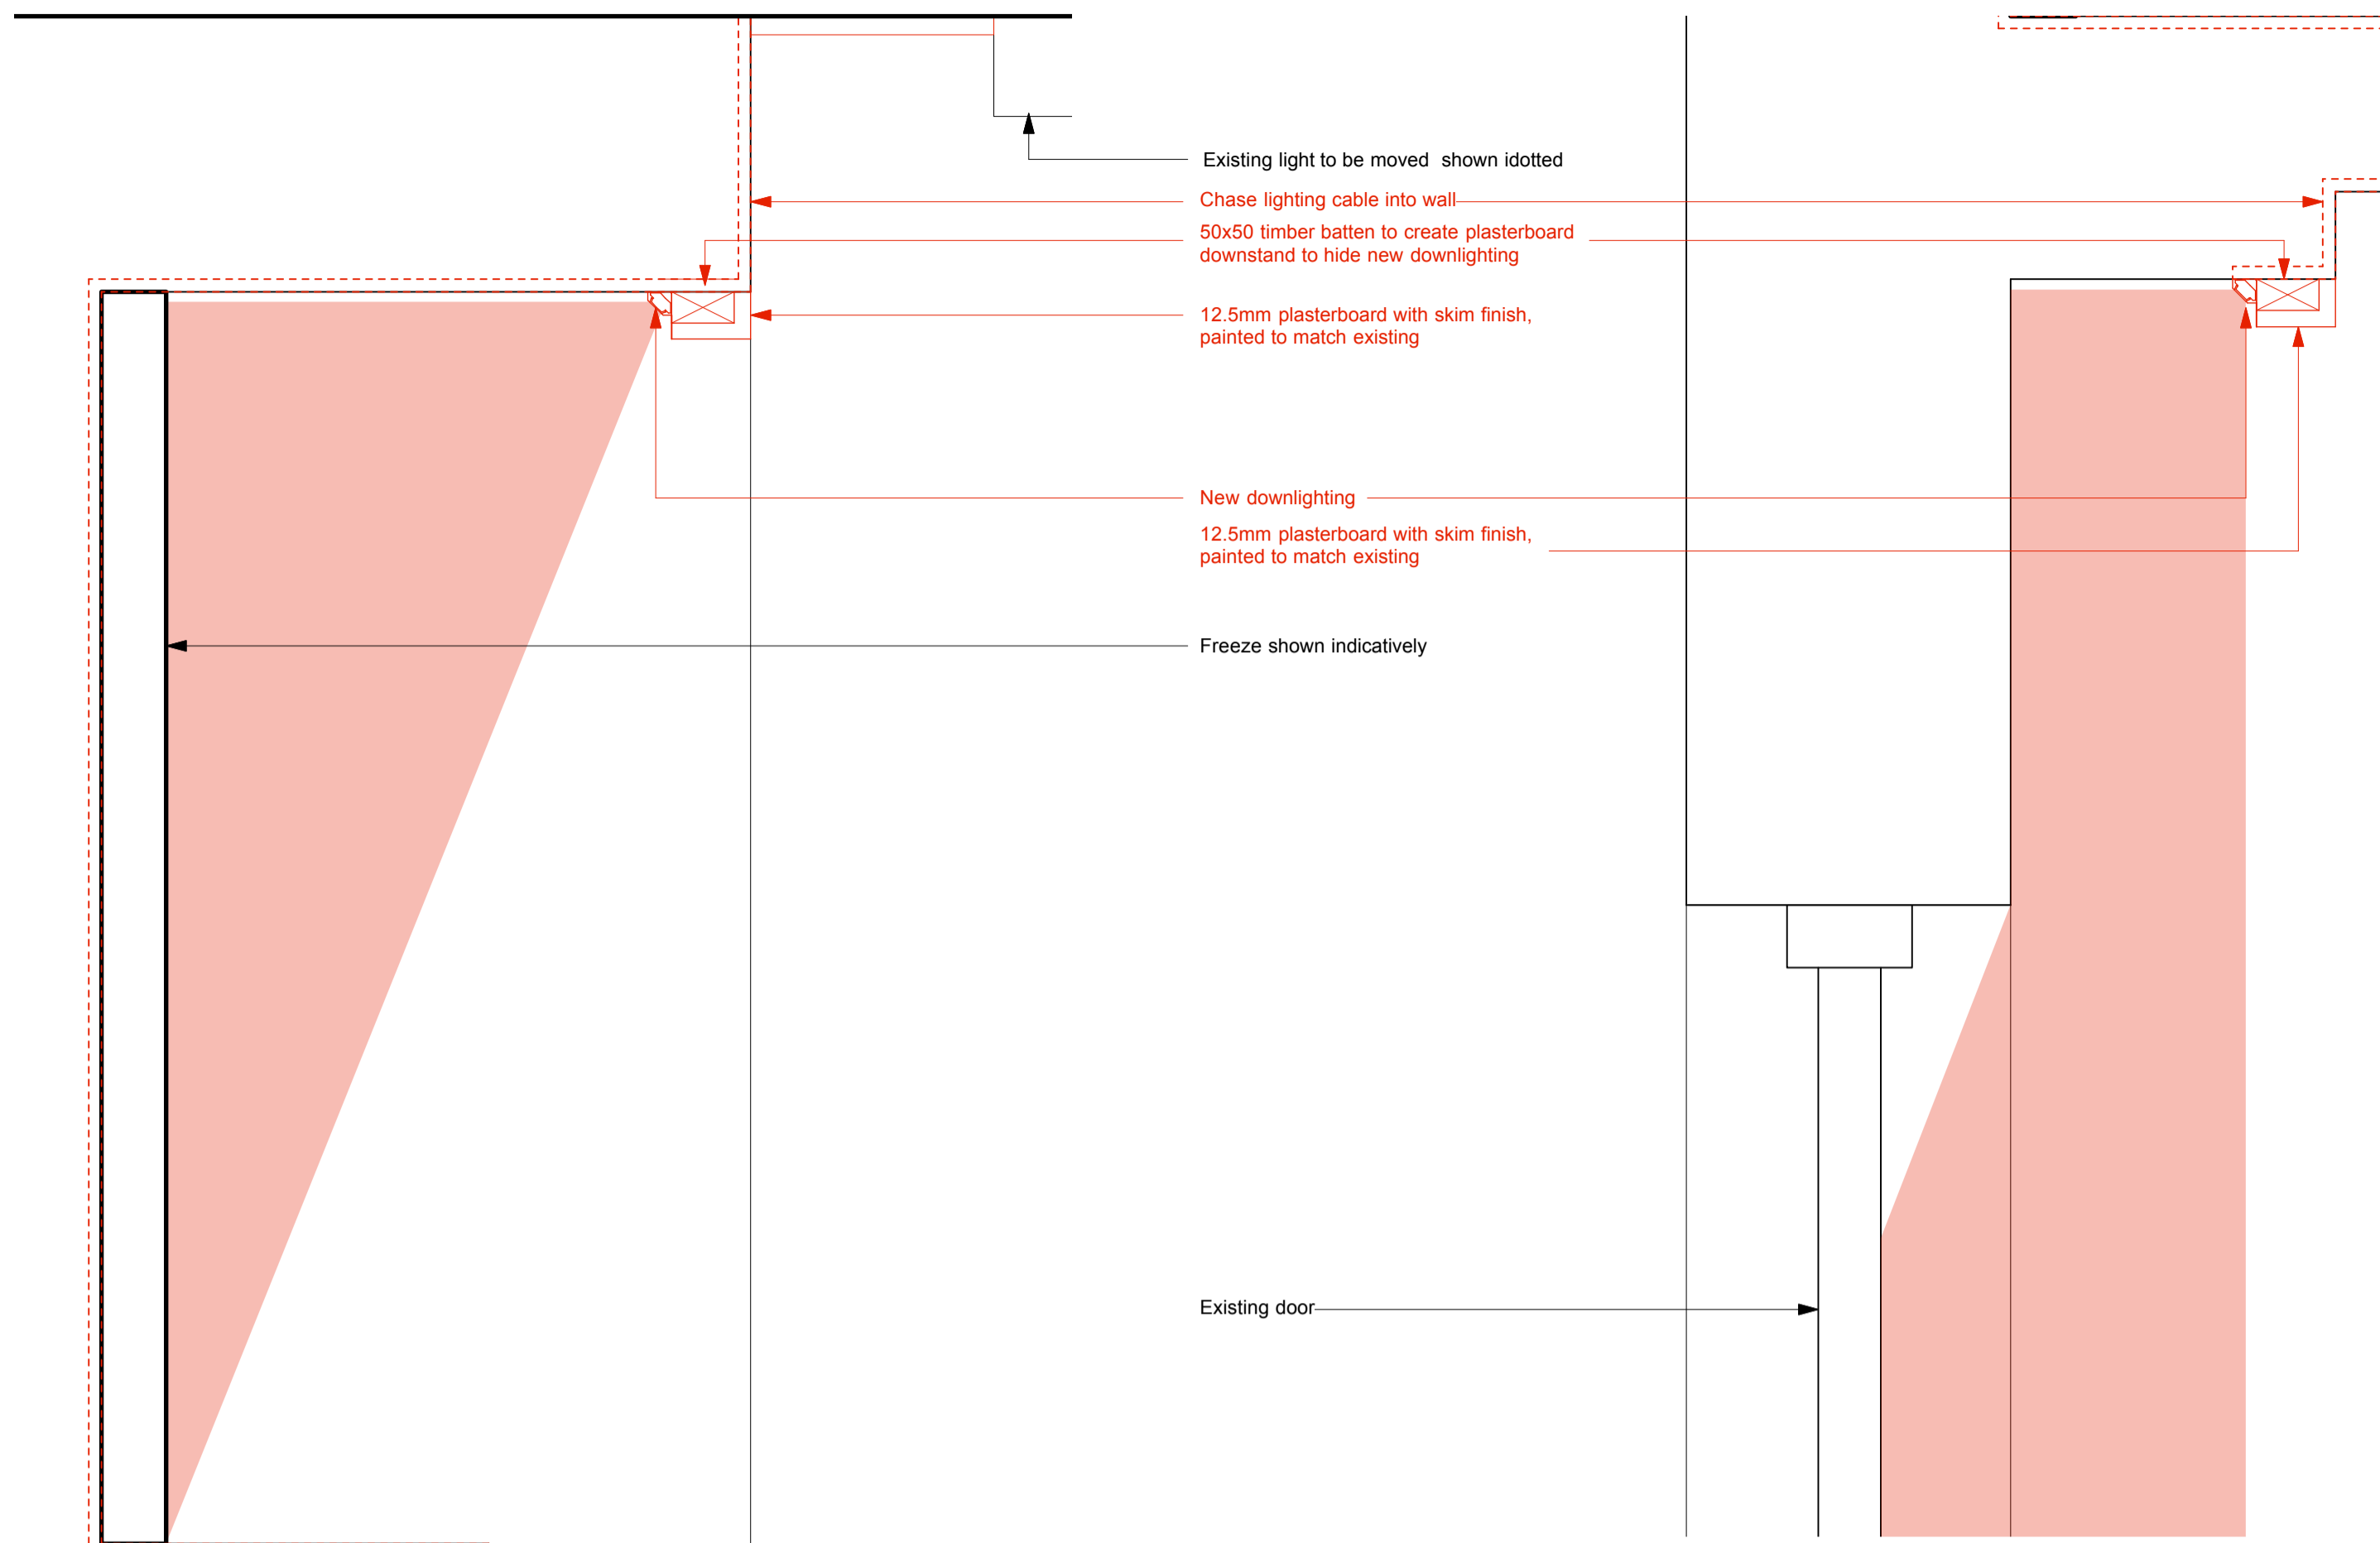 Existing light to be moved  shown idotted
Chase lighting cable into wall
50x50 timber batten to create plasterboard
downstand to hide new downlighting
12.5mm plasterboard with skim finish,
painted to match existing
New downlighting
12.5mm plasterboard with skim finish,
painted to match existing
Freeze shown indicatively
Existing door